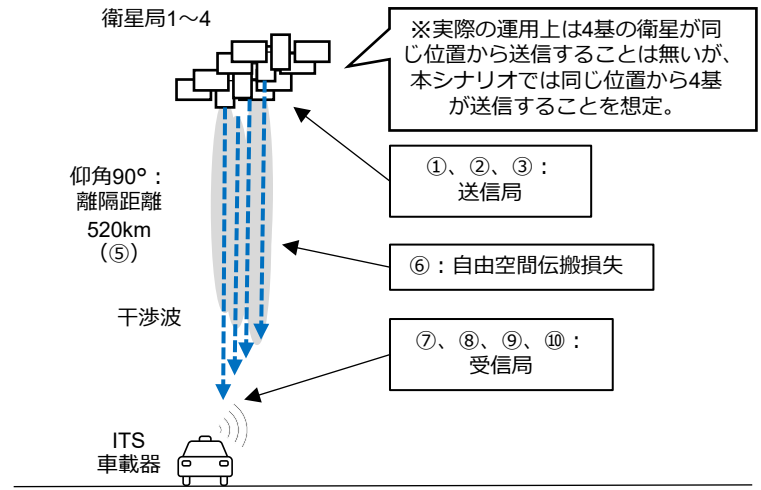 衛星局1～4
※実際の運用上は4基の衛星が同
じ位置から送信することは無いが、
本シナリオでは同じ位置から4基
が送信することを想定。
①、②、③：
送信局
仰角90°：
離隔距離
520km
（⑤）
⑥：自由空間伝搬損失
干渉波
⑦、⑧、⑨、⑩：
受信局
ITS
車載器